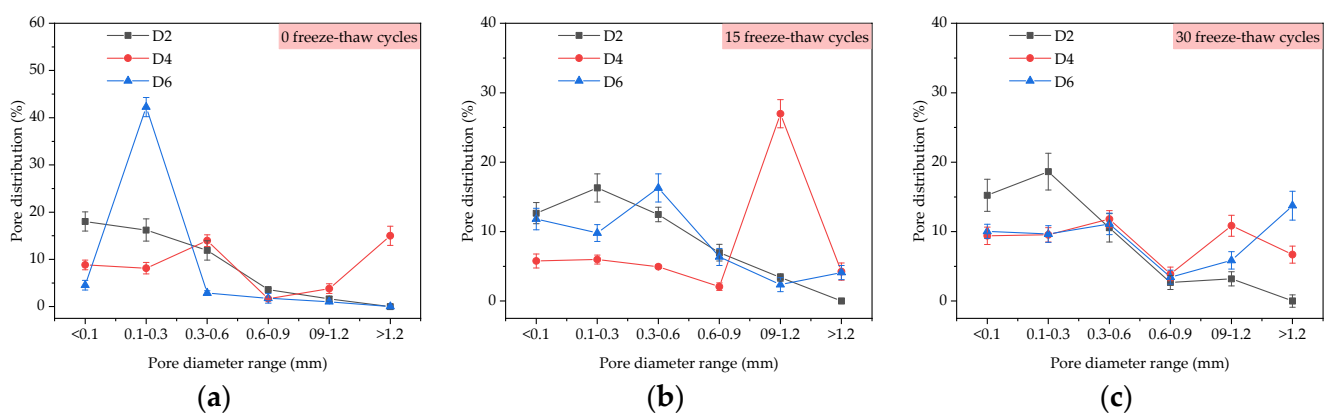 0 freeze-thaw cycles
D2
D4
D6
60
50
40
30
20
10
0
Pore distribution (%)
<0.1 0.1-0.3 0.3-0.6 0.6-0.9 09-1.2 >1.2
Pore diameter range (mm)
(a)
15 freeze-thaw cycles
D2
D4
D6
40
30
20
10
0
Pore distribution (%)
<0.1 0.1-0.3 0.3-0.6 0.6-0.9 09-1.2 >1.2
Pore diameter range (mm)
(b)
30 freeze-thaw cycles
D2
D4
D6
40
30
20
10
0
Pore distribution (%)
<0.1 0.1-0.3 0.3-0.6 0.6-0.9 09-1.2 >1.2
Pore diameter range (mm)
(c)